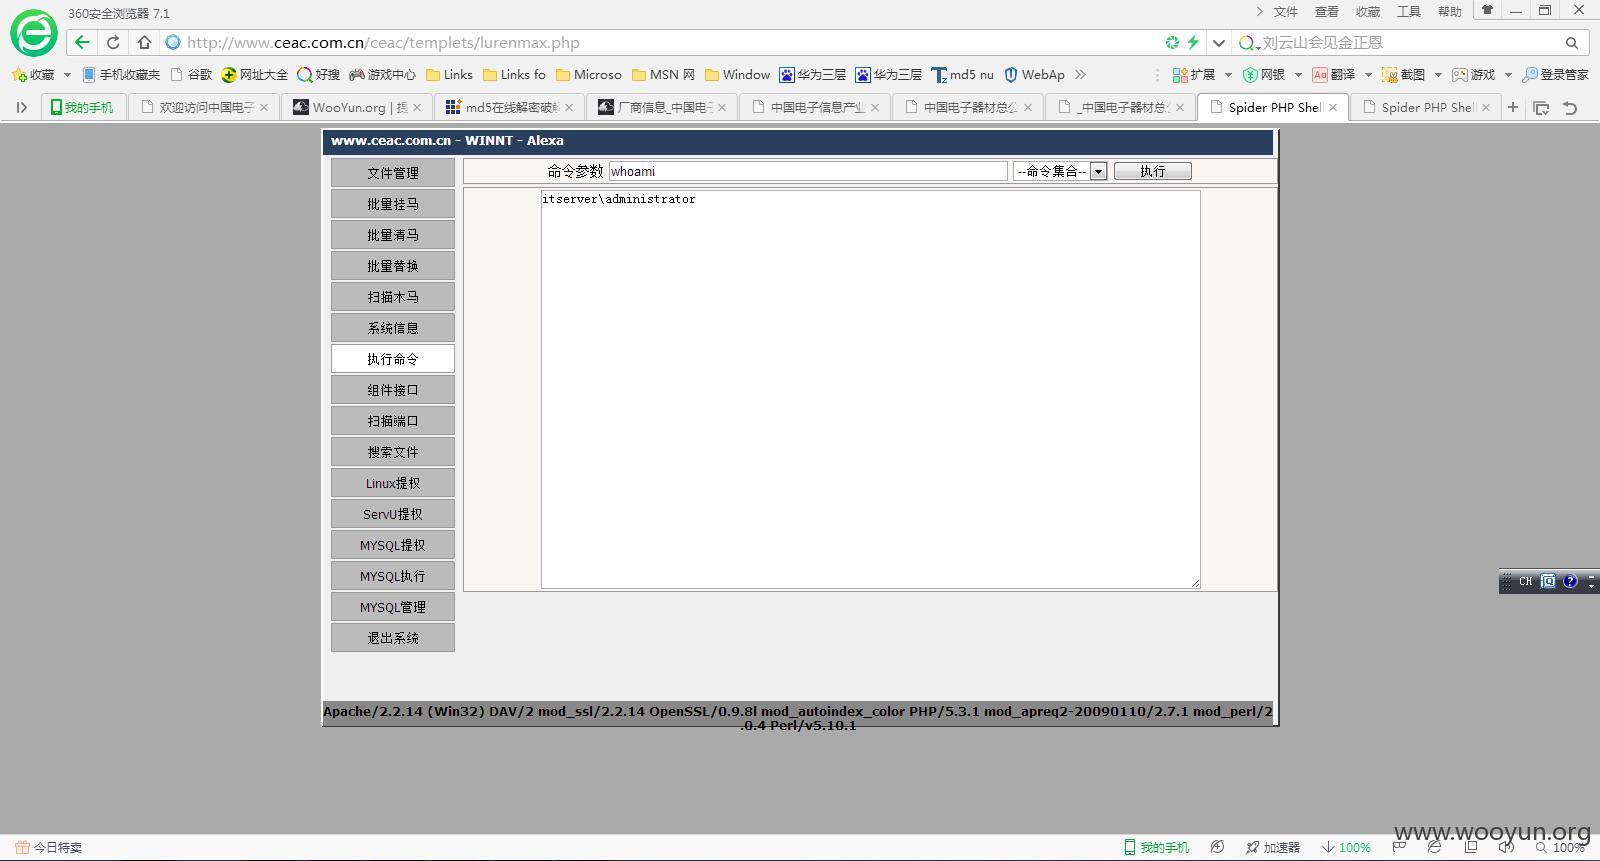 360安全浏览器 7.1
文件 查看 收藏 工具 帮助
http://www.ceac.com.cn/ceac/templets/lurenmax.php
刘云山会见金正恩
收藏 手机收藏夹 谷歌 网址大全 好搜 游戏中心 Links Links fo Microso MSN 网 Window 华为三层 华为三层 md5 nu WebAp
扩展 网银 翻译 截图 游戏 登录管家
我的手机 欢迎访问中国电子 WooYun.org | 提 md5在线解密破解 厂商信息_中国电子 中国电子信息产业 中国电子器材总公 _中国电子器材总公 Spider PHP Shell Spider PHP Shell
www.ceac.com.cn - WINNT - Alexa
文件管理
命令参数 whoami --命令集合-- 执行
批量挂马
itserver\administrator
批量清马
批量替换
扫描木马
系统信息
执行命令
组件接口
扫描端口
搜索文件
Linux提权
ServU提权
MYSQL提权
MYSQL执行
MYSQL管理
退出系统
CH
Apache/2.2.14 (Win32) DAV/2 mod_ssl/2.2.14 OpenSSL/0.9.8l mod_autoindex_color PHP/5.3.1 mod_apreq2-20090110/2.7.1 mod_perl/2
.0.4 Perl/v5.10.1
www.wooyun.org
今日特卖
我的手机 加速器 100% 100%